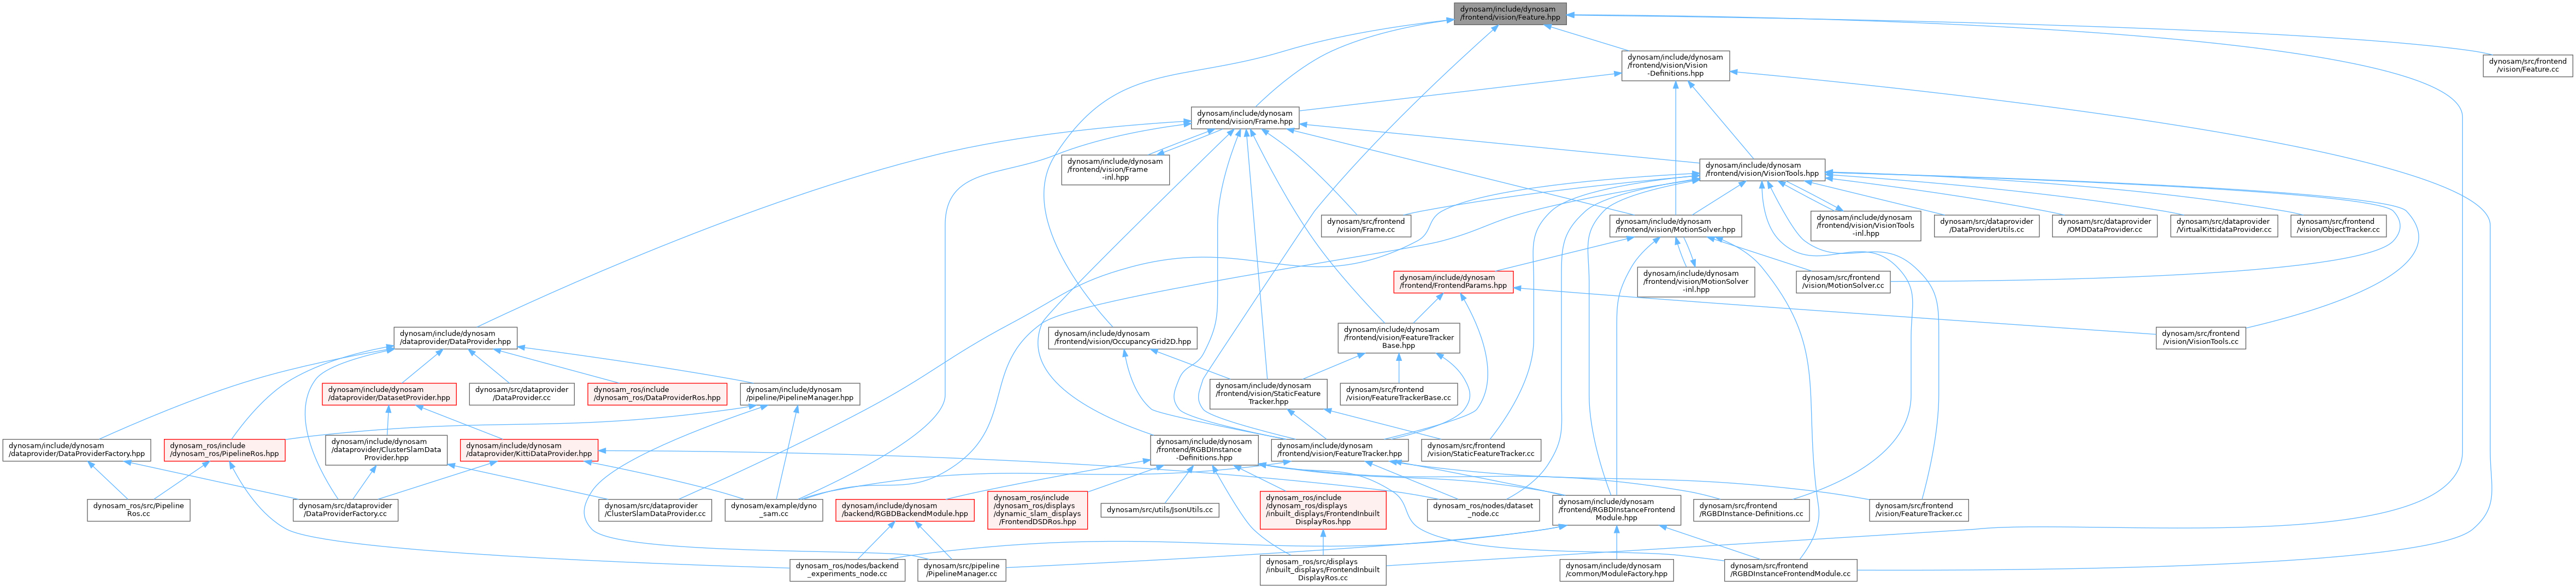 dynosam/include/dynosam
/frontend/vision/Feature.hpp
dynosam/include/dynosam
/frontend/vision/Vision
-Definitions.hpp
dynosam/src/frontend
/vision/Feature.cc
dynosam/include/dynosam
/frontend/vision/Frame.hpp
dynosam/include/dynosam
/frontend/vision/Frame
-inl.hpp
dynosam/include/dynosam
/frontend/vision/VisionTools.hpp
dynosam/src/frontend
/vision/Frame.cc
dynosam/include/dynosam
/frontend/vision/MotionSolver.hpp
dynosam/include/dynosam
/frontend/vision/VisionTools
-inl.hpp
dynosam/src/dataprovider
/DataProviderUtils.cc
dynosam/src/dataprovider
/OMDDataProvider.cc
dynosam/src/dataprovider
/VirtualKittidataProvider.cc
dynosam/src/frontend
/vision/ObjectTracker.cc
dynosam/include/dynosam
/frontend/FrontendParams.hpp
dynosam/include/dynosam
/frontend/vision/MotionSolver
-inl.hpp
dynosam/src/frontend
/vision/MotionSolver.cc
dynosam/include/dynosam
/dataprovider/DataProvider.hpp
dynosam/include/dynosam
/frontend/vision/OccupancyGrid2D.hpp
dynosam/include/dynosam
/frontend/vision/FeatureTracker
Base.hpp
dynosam/src/frontend
/vision/VisionTools.cc
dynosam/include/dynosam
/dataprovider/DatasetProvider.hpp
dynosam/src/dataprovider
/DataProvider.cc
dynosam_ros/include
/dynosam_ros/DataProviderRos.hpp
dynosam/include/dynosam
/pipeline/PipelineManager.hpp
dynosam/include/dynosam
/frontend/vision/StaticFeature
Tracker.hpp
dynosam/src/frontend
/vision/FeatureTrackerBase.cc
dynosam/include/dynosam
/dataprovider/DataProviderFactory.hpp
dynosam_ros/include
/dynosam_ros/PipelineRos.hpp
dynosam/include/dynosam
/dataprovider/ClusterSlamData
Provider.hpp
dynosam/include/dynosam
/dataprovider/KittiDataProvider.hpp
dynosam/include/dynosam
/frontend/RGBDInstance
-Definitions.hpp
dynosam/include/dynosam
/frontend/vision/FeatureTracker.hpp
dynosam/src/frontend
/vision/StaticFeatureTracker.cc
dynosam_ros/src/Pipeline
Ros.cc
dynosam/src/dataprovider
/DataProviderFactory.cc
dynosam/src/dataprovider
/ClusterSlamDataProvider.cc
dynosam/example/dyno
_sam.cc
dynosam/include/dynosam
/backend/RGBDBackendModule.hpp
dynosam_ros/include
/dynosam_ros/displays
/dynamic_slam_displays
/FrontendDSDRos.hpp
dynosam/src/utils/JsonUtils.cc
dynosam_ros/include
/dynosam_ros/displays
/inbuilt_displays/FrontendInbuilt
DisplayRos.hpp
dynosam_ros/nodes/dataset
_node.cc
dynosam/include/dynosam
/frontend/RGBDInstanceFrontend
Module.hpp
dynosam/src/frontend
/RGBDInstance-Definitions.cc
dynosam/src/frontend
/vision/FeatureTracker.cc
dynosam_ros/nodes/backend
_experiments_node.cc
dynosam/src/pipeline
/PipelineManager.cc
dynosam_ros/src/displays
/inbuilt_displays/FrontendInbuilt
DisplayRos.cc
dynosam/include/dynosam
/common/ModuleFactory.hpp
dynosam/src/frontend
/RGBDInstanceFrontendModule.cc